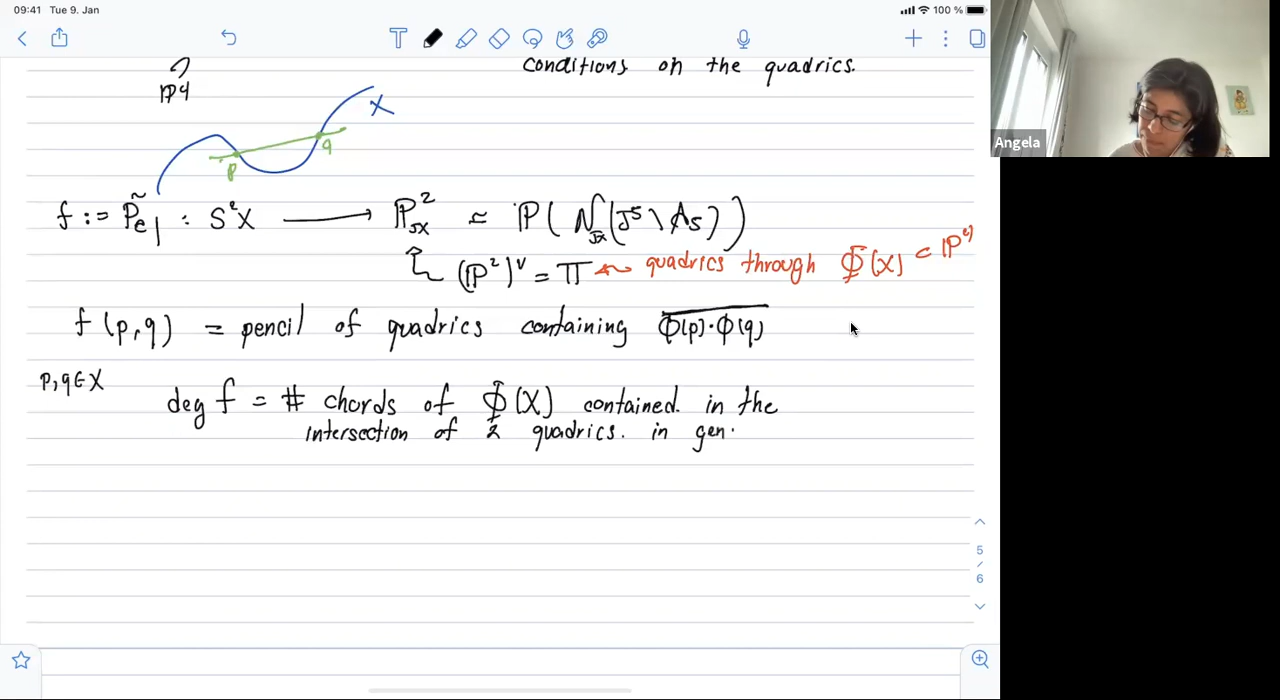 09:41 Tue 9. Jan
100 %
conditions on the quadrics.
P4
X
p
q
f := P̃e| : S²X ⟶ P²_JX ≃ P( N_JX (J⁵ \ A₅) )
(P²)^∨ = Π quadrics through Φ(X) ⊂ P⁴
f(p,q) = pencil of quadrics containing Φ(p)·Φ(q)
p,q∈X
deg f = # chords of Φ(X) contained in the
intersection of 2 quadrics. in gen.
Angela
5
6